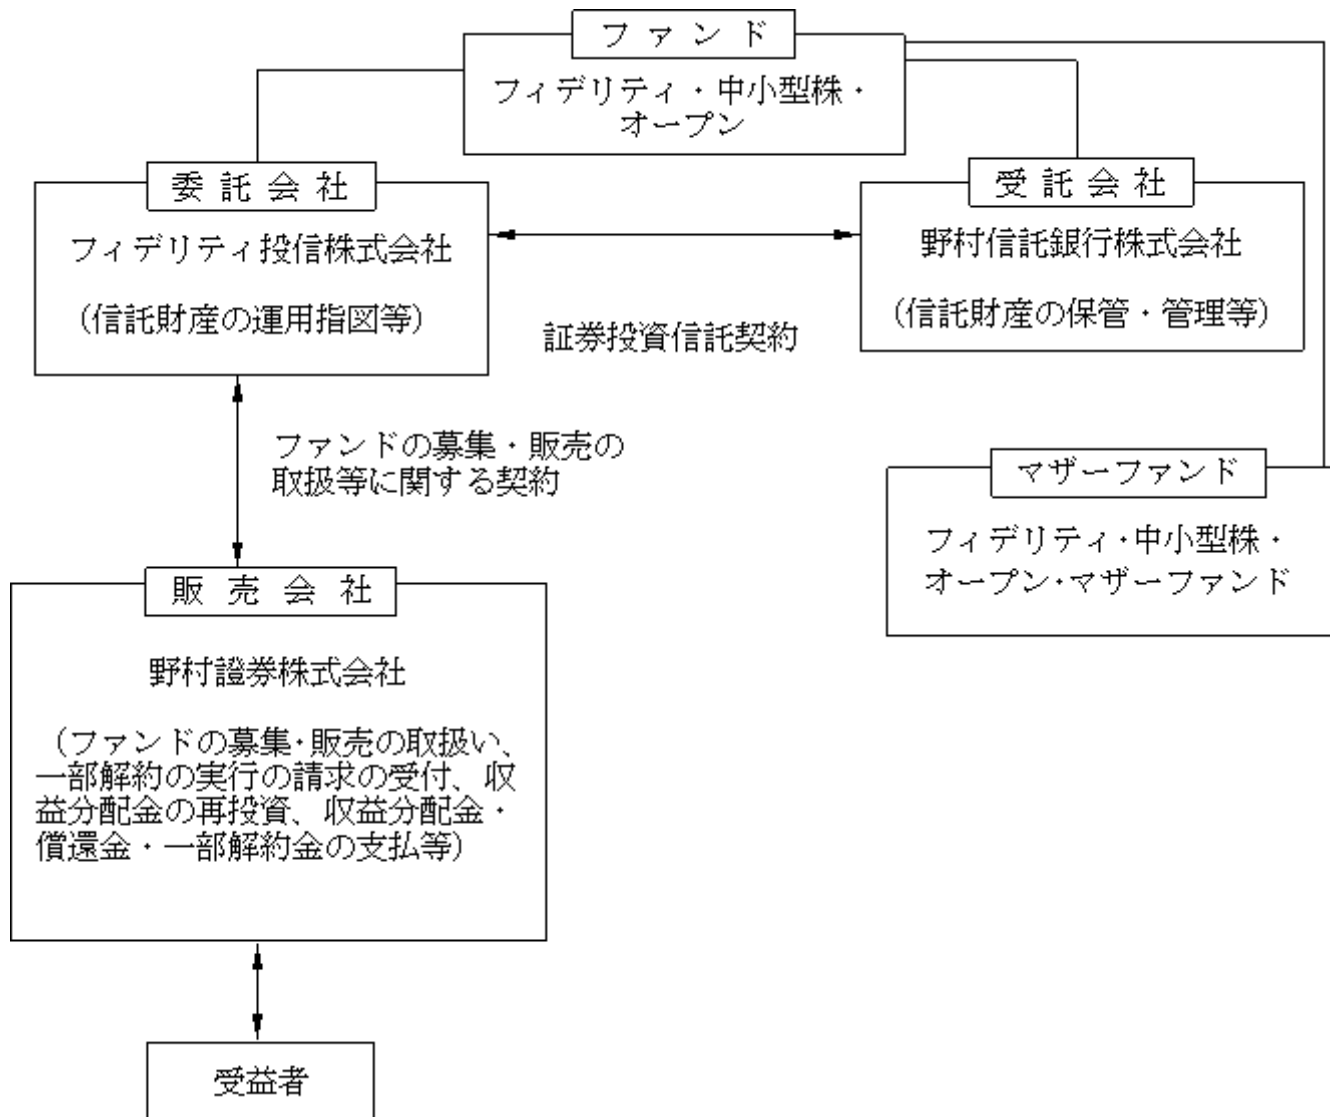 ファンド
フィデリティ・中小型株・
オープン
委託会社
フィデリティ投信株式会社
(信託財産の運用指図等)
受託会社
野村信託銀行株式会社
(信託財産の保管・管理等)
証券投資信託契約
ファンドの募集・販売の
取扱等に関する契約
マザーファンド
フィデリティ・中小型株・
オープン・マザーファンド
販売会社
野村證券株式会社
(ファンドの募集・販売の取扱い、
一部解約の実行の請求の受付、収
益分配金の再投資、収益分配金・
償還金・一部解約金の支払等)
受益者